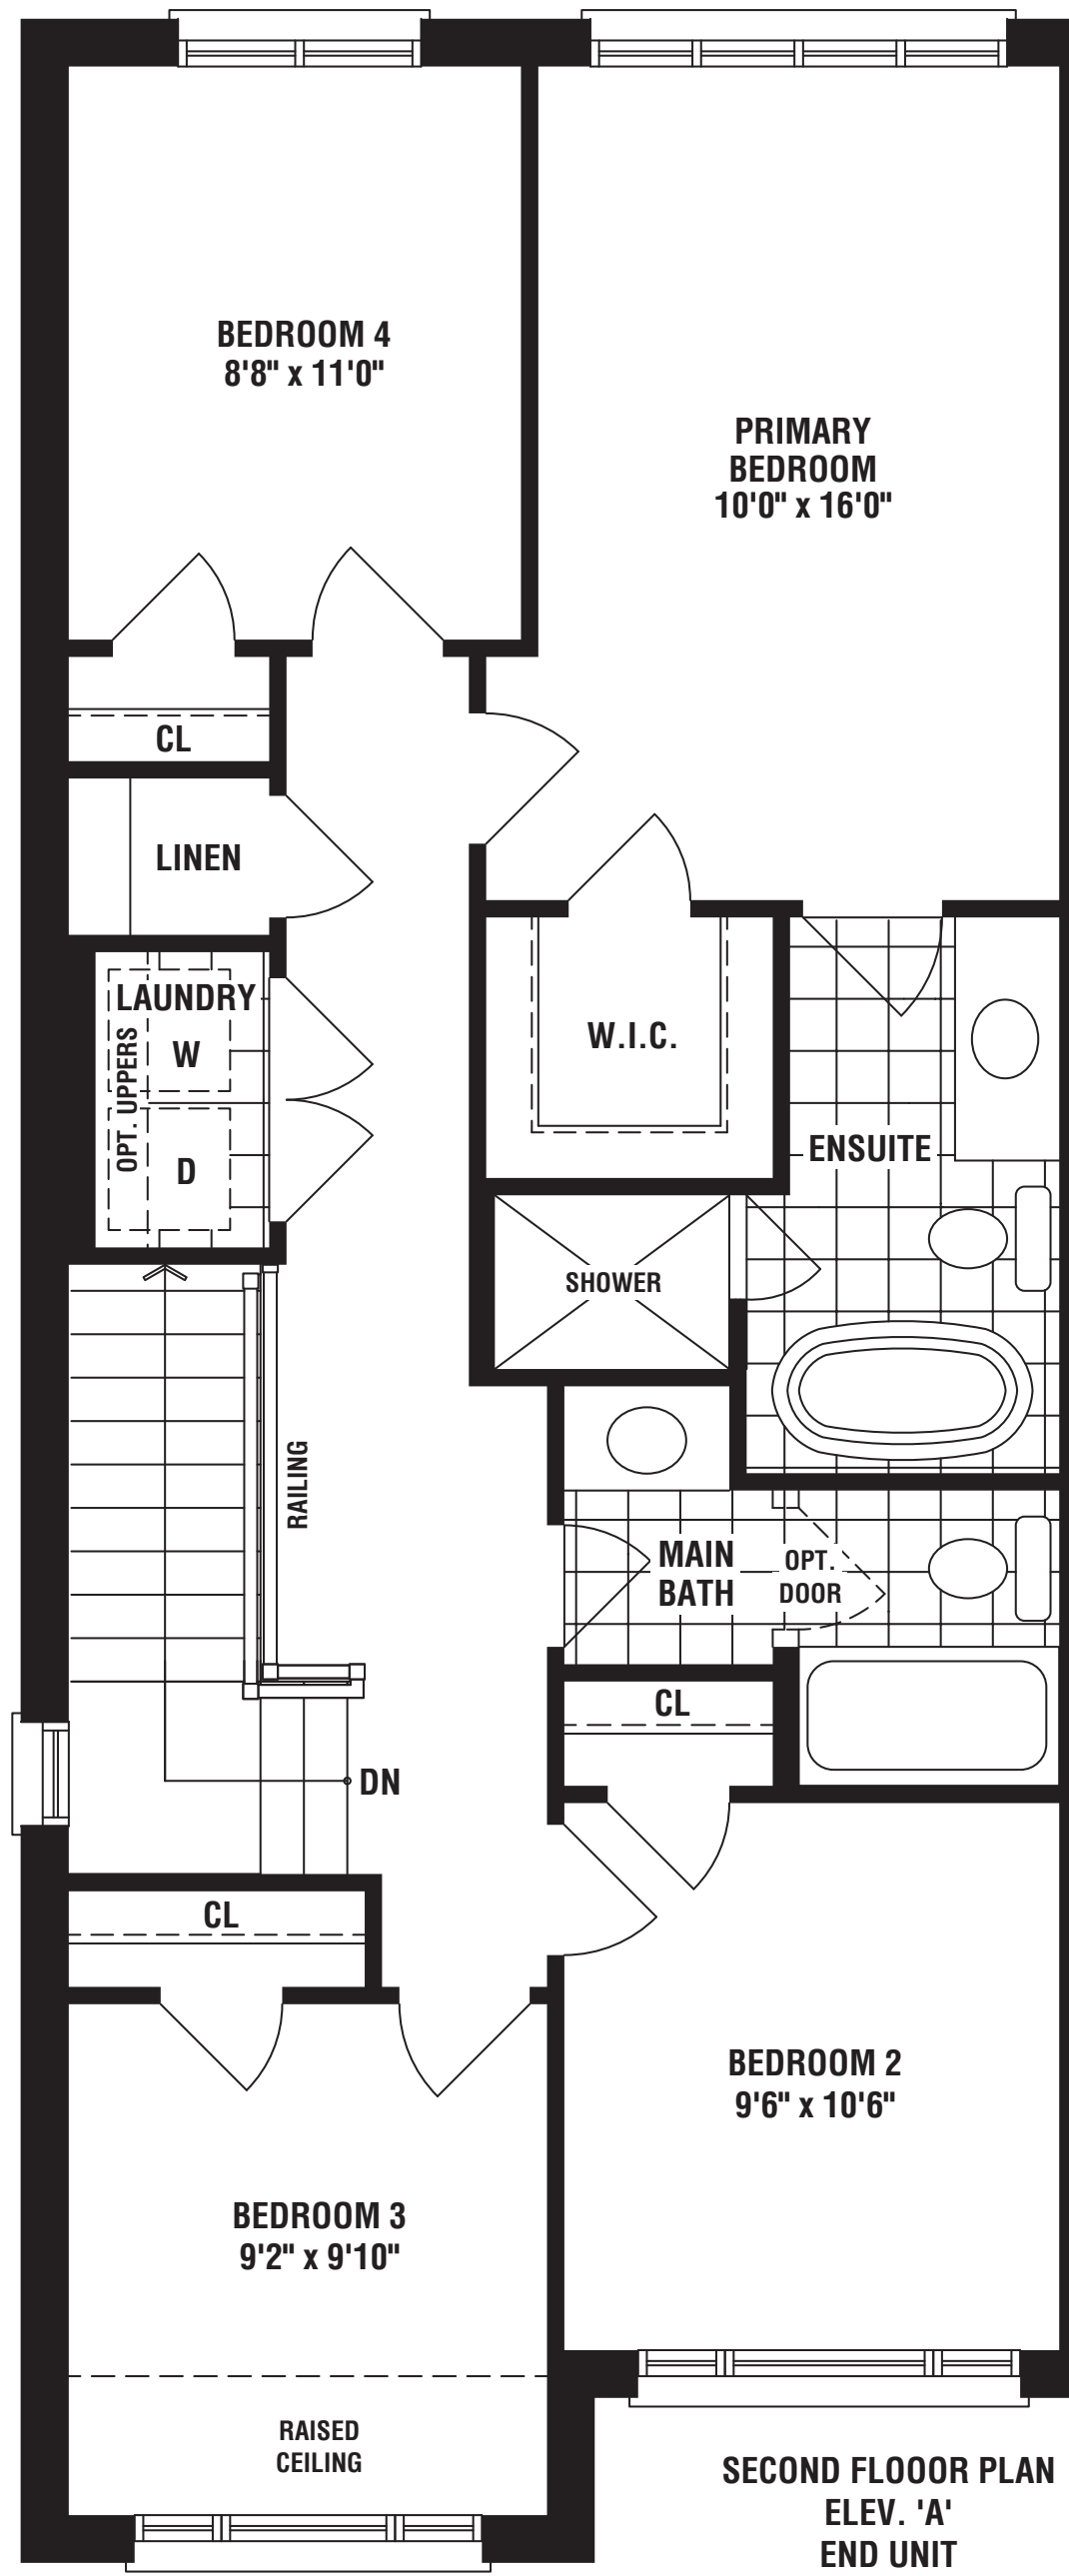 BEDROOM 4
8'8" x 11'0"
PRIMARY
BEDROOM
10'0" x 16'0"
CL
LINEN
LAUNDRY
W
OPT. UPPERS
D
W.I.C.
ENSUITE
SHOWER
RAILING
MAIN
BATH
OPT.
DOOR
CL
DN
CL
BEDROOM 2
9'6" x 10'6"
BEDROOM 3
9'2" x 9'10"
RAISED
CEILING
SECOND FLOOOR PLAN
ELEV. 'A'
END UNIT